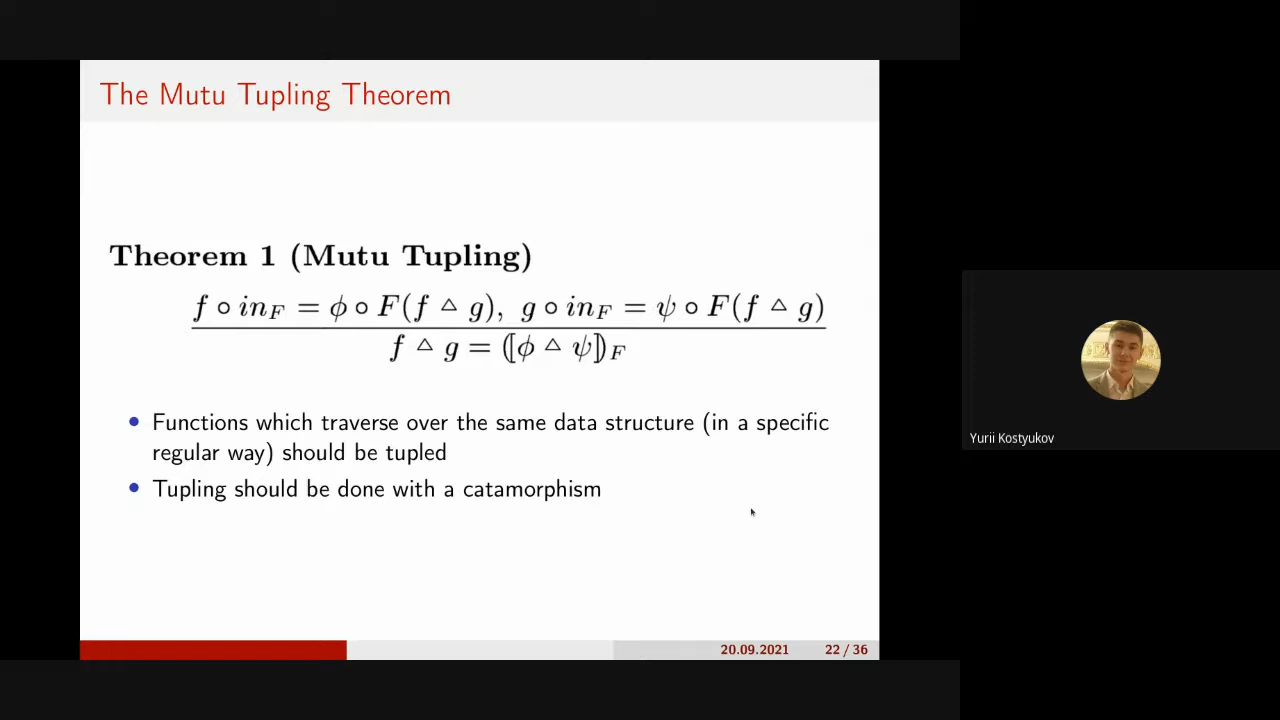 The Mutu Tupling Theorem
Theorem 1 (Mutu Tupling)
f ∘ in_F = ϕ ∘ F(f △ g), g ∘ in_F = ψ ∘ F(f △ g)
f △ g = ⦇ϕ △ ψ⦈_F
• Functions which traverse over the same data structure (in a specific
regular way) should be tupled
• Tupling should be done with a catamorphism
20.09.2021 22 / 36
Yurii Kostyukov